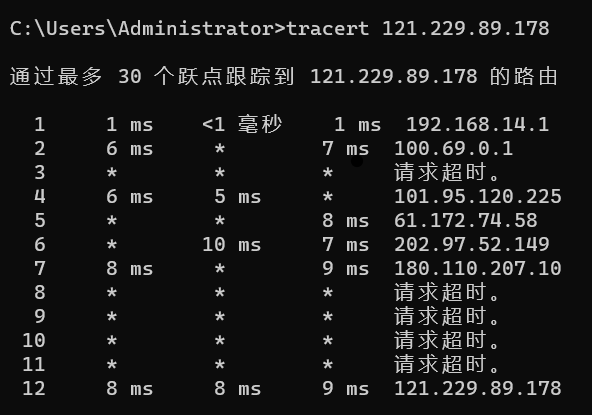 C:\Users\Administrator>tracert 121.229.89.178
通过最多 30 个跃点跟踪到 121.229.89.178 的路由
1 1 ms <1 毫秒 1 ms 192.168.14.1
2 6 ms * 7 ms 100.69.0.1
3 * * * 请求超时。
4 6 ms 5 ms * 101.95.120.225
5 * * 8 ms 61.172.74.58
6 * 10 ms 7 ms 202.97.52.149
7 8 ms * 9 ms 180.110.207.10
8 * * * 请求超时。
9 * * * 请求超时。
10 * * * 请求超时。
11 * * * 请求超时。
12 8 ms 8 ms 9 ms 121.229.89.178